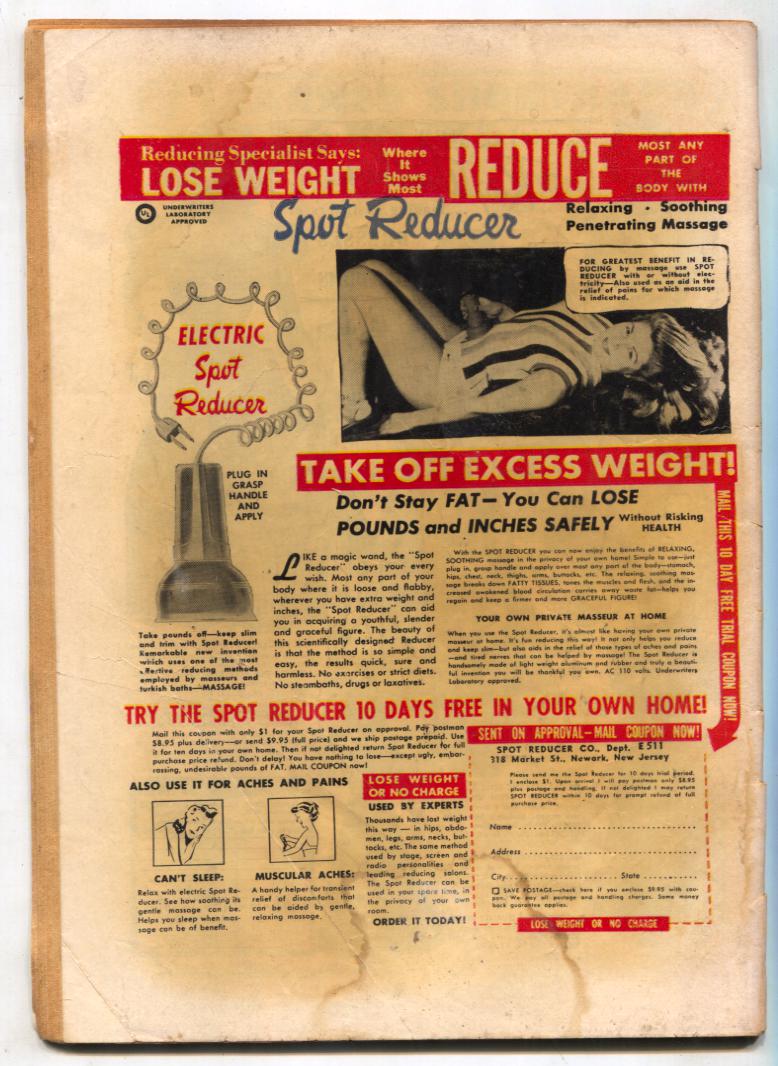 Reducing Specialist Says:
LOSE WEIGHT
Where
It
Shows
Most
REDUCE
MOST ANY
PART OF
THE
BODY WITH
UL
UNDERWRITERS
LABORATORY
APPROVED
Spot Reducer
Relaxing • Soothing
Penetrating Massage
FOR GREATEST BENEFIT IN RE-
DUCING by massage use SPOT
REDUCER with or without elec-
tricity—Also used as an aid in the
relief of pains for which massage
is indicated.
ELECTRIC
Spot
Reducer
PLUG IN
GRASP
HANDLE
AND
APPLY
Take pounds off—keep slim
and trim with Spot Reducer!
Remarkable new invention
which uses one of the most
effective reducing methods
employed by masseurs and
turkish baths—MASSAGE!
TAKE OFF EXCESS WEIGHT!
Don't Stay FAT—You Can LOSE
POUNDS and INCHES SAFELY Without Risking
HEALTH
LIKE a magic wand, the "Spot
Reducer" obeys your every
wish. Most any part of your
body where it is loose and flabby,
wherever you have extra weight and
inches, the "Spot Reducer" can aid
you in acquiring a youthful, slender
and graceful figure. The beauty of
this scientifically designed Reducer
is that the method is so simple and
easy, the results quick, sure and
harmless. No exercises or strict diets.
No steambaths, drugs or laxatives.
With the SPOT REDUCER you can now enjoy the benefits of RELAXING,
SOOTHING massage in the privacy of your own home! Simple to use—just
plug in, grasp handle and apply over most any part of the body—stomach,
hips, chest, neck, thighs, arms, buttocks, etc. The relaxing, soothing mas-
sage breaks down FATTY TISSUES, tones the muscles and flesh, and the in-
creased awakened blood circulation carries away waste fat—helps you
regain and keep a firmer and more GRACEFUL FIGURE!
YOUR OWN PRIVATE MASSEUR AT HOME
When you use the Spot Reducer, it's almost like having your own private
masseur at home. It's fun reducing this way! It not only helps you reduce
and keep slim—but also aids in the relief of those types of aches and pains
—and tired nerves that can be helped by massage! The Spot Reducer is
handsomely made of light weight aluminum and rubber and truly a beauti-
ful invention you will be thankful you own. AC 110 volts. Underwriters
Laboratory approved.
MAIL THIS 10 DAY FREE TRIAL COUPON NOW!
TRY THE SPOT REDUCER 10 DAYS FREE IN YOUR OWN HOME!
Mail this coupon with only $1 for your Spot Reducer on approval. Pay postman
$8.95 plus delivery—or send $9.95 (full price) and we ship postage prepaid. Use
it for ten days in your own home. Then if not delighted return Spot Reducer for full
purchase price refund. Don't delay! You have nothing to lose—except ugly, embar-
rassing, undesirable pounds of FAT. MAIL COUPON now!
ALSO USE IT FOR ACHES AND PAINS
CAN'T SLEEP:
Relax with electric Spot Re-
ducer. See how soothing its
gentle massage can be.
Helps you sleep when mas-
sage can be of benefit.
MUSCULAR ACHES:
A handy helper for transient
relief of discomforts that
can be aided by gentle,
relaxing massage.
LOSE WEIGHT
OR NO CHARGE
USED BY EXPERTS
Thousands have lost weight
this way — in hips, abdo-
men, legs, arms, necks, but-
tocks, etc. The same method
used by stage, screen and
radio personalities and
leading reducing salons.
The Spot Reducer can be
used in your spare time, in
the privacy of your own
room.
ORDER IT TODAY!
SENT ON APPROVAL—MAIL COUPON NOW!
SPOT REDUCER CO., Dept. E511
318 Market St., Newark, New Jersey
Please send me the Spot Reducer for 10 days trial period.
I enclose $1. Upon arrival I will pay postman only $8.95
plus postage and handling. If not delighted I may return
SPOT REDUCER within 10 days for prompt refund of full
purchase price.
Name
Address
City State
SAVE POSTAGE—check here if you enclose $9.95 with cou-
pon. We pay all postage and handling charges. Same money
back guarantee applies.
LOSE WEIGHT OR NO CHARGE